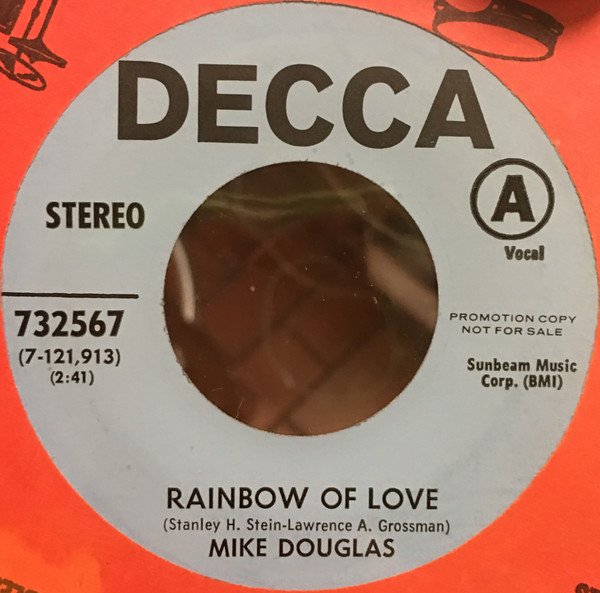 DECCA
STEREO
A
Vocal
732567
(7-121,913)
(2:41)
PROMOTION COPY
NOT FOR SALE
Sunbeam Music
Corp. (BMI)
RAINBOW OF LOVE
(Stanley H. Stein-Lawrence A. Grossman)
MIKE DOUGLAS